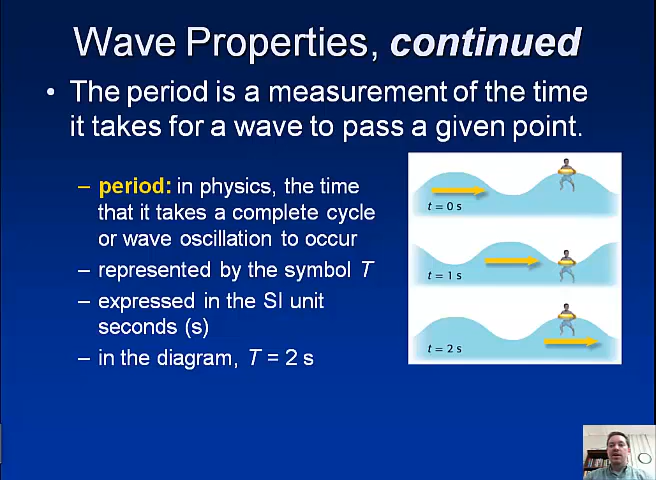 Wave Properties, continued
• The period is a measurement of the time
it takes for a wave to pass a given point.
– period: in physics, the time
that it takes a complete cycle
or wave oscillation to occur
– represented by the symbol T
– expressed in the SI unit
seconds (s)
– in the diagram, T = 2 s
t = 0 s
t = 1 s
t = 2 s